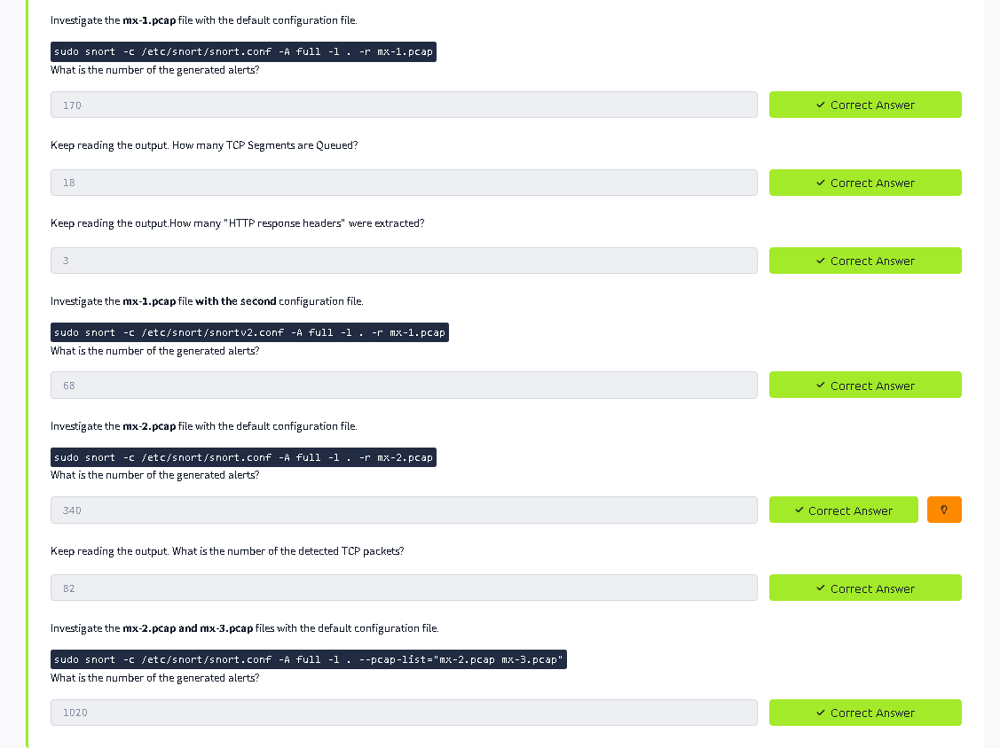 Investigate the mx-1.pcap file with the default configuration file.
sudo snort -c /etc/snort/snort.conf -A full -l . -r mx-1.pcap
What is the number of the generated alerts?
170
✓ Correct Answer
Keep reading the output. How many TCP Segments are Queued?
18
✓ Correct Answer
Keep reading the output.How many "HTTP response headers" were extracted?
3
✓ Correct Answer
Investigate the mx-1.pcap file with the second configuration file.
sudo snort -c /etc/snort/snortv2.conf -A full -l . -r mx-1.pcap
What is the number of the generated alerts?
68
✓ Correct Answer
Investigate the mx-2.pcap file with the default configuration file.
sudo snort -c /etc/snort/snort.conf -A full -l . -r mx-2.pcap
What is the number of the generated alerts?
340
✓ Correct Answer
Keep reading the output. What is the number of the detected TCP packets?
82
✓ Correct Answer
Investigate the mx-2.pcap and mx-3.pcap files with the default configuration file.
sudo snort -c /etc/snort/snort.conf -A full -l . --pcap-list="mx-2.pcap mx-3.pcap"
What is the number of the generated alerts?
1020
✓ Correct Answer